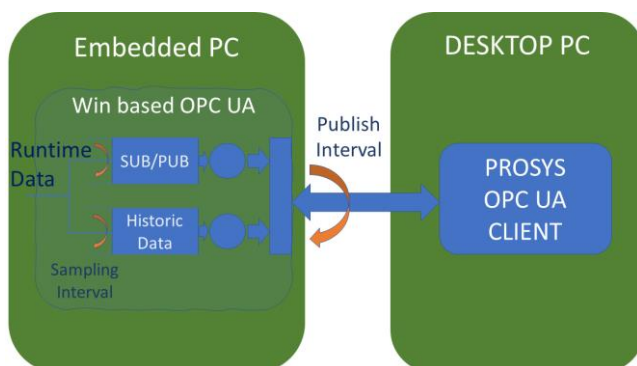 Embedded PC
Win based OPC UA
Runtime
Data
SUB/PUB
Historic
Data
Sampling
Interval
Publish
Interval
DESKTOP PC
PROSYS
OPC UA
CLIENT